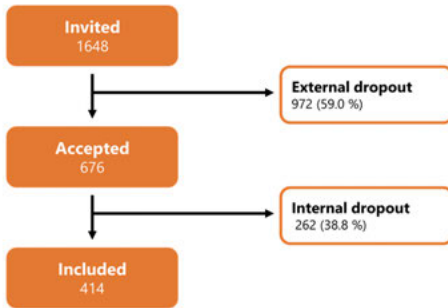 Invited
1648
External dropout
972 (59.0 %)
Accepted
676
Internal dropout
262 (38.8 %)
Included
414